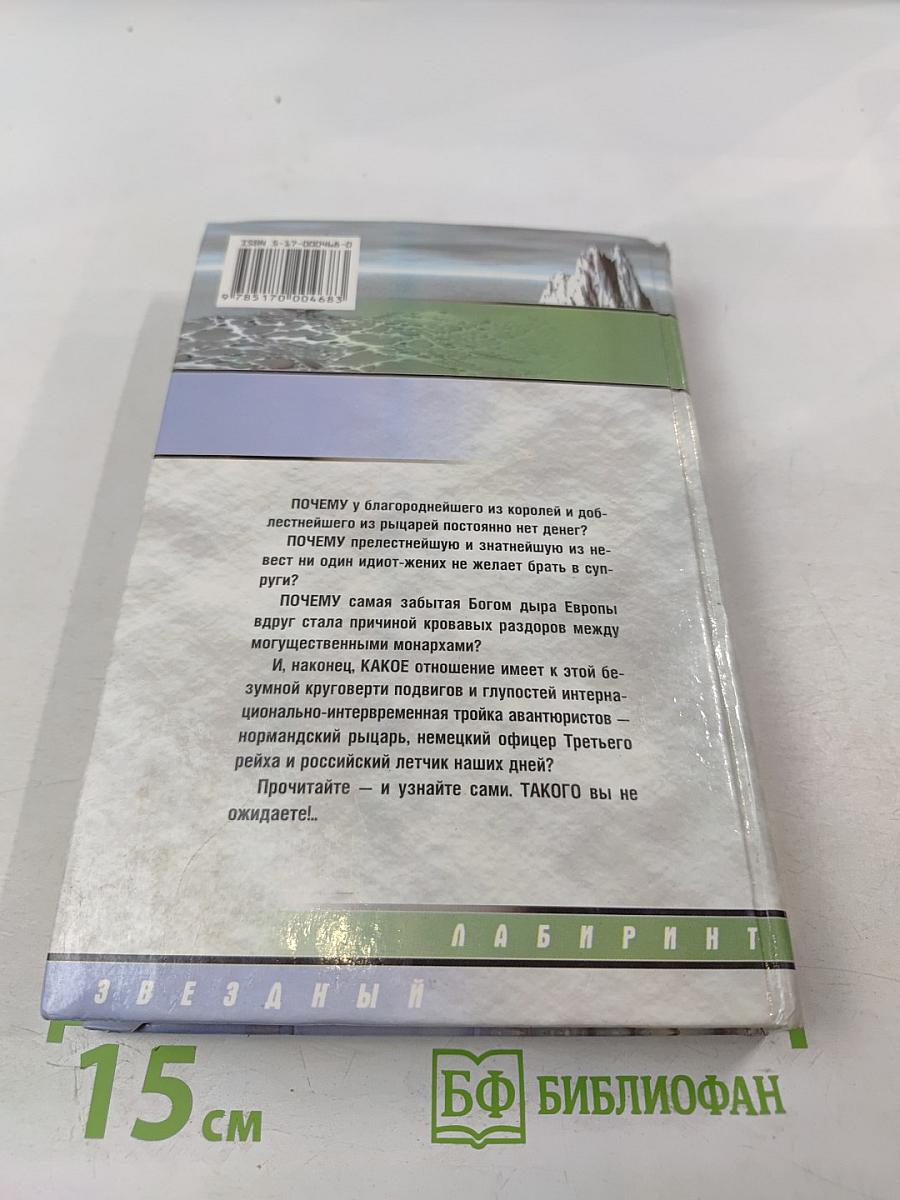 ISBN 5-17-000468-0
9 785170 004683
ПОЧЕМУ у благороднейшего из королей и доб-
лестнейшего из рыцарей постоянно нет денег?
ПОЧЕМУ прелестнейшую и знатнейшую из не-
вест ни один идиот-жених не желает брать в суп-
руги?
ПОЧЕМУ самая забытая Богом дыра Европы
вдруг стала причиной кровавых раздоров между
могущественными монархами?
И, наконец, КАКОЕ отношение имеет к этой бе-
зумной круговерти подвигов и глупостей интерна-
ционально-интервременная тройка авантюристов —
нормандский рыцарь, немецкий офицер Третьего
рейха и российский летчик наших дней?
Прочитайте — и узнайте сами. ТАКОГО вы не
ожидаете!..
ЛАБИРИНТ
ЗВЕЗДНЫЙ
15 см
БФ БИБЛИОФАН